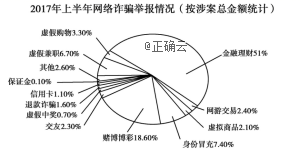 2017年上半年网络诈骗举报情况（按涉案总金额统计）
虚假购物3.30%
@正确云
虚假兼职6.70%
金融理财51%
其他2.60%
保证金0.10%
信用卡1.10%
退款诈骗1.60%
虚假中奖0.70%
交友2.30%
赌博博彩18.60%
身份冒充7.40%
虚拟商品2.10%
网游交易2.40%